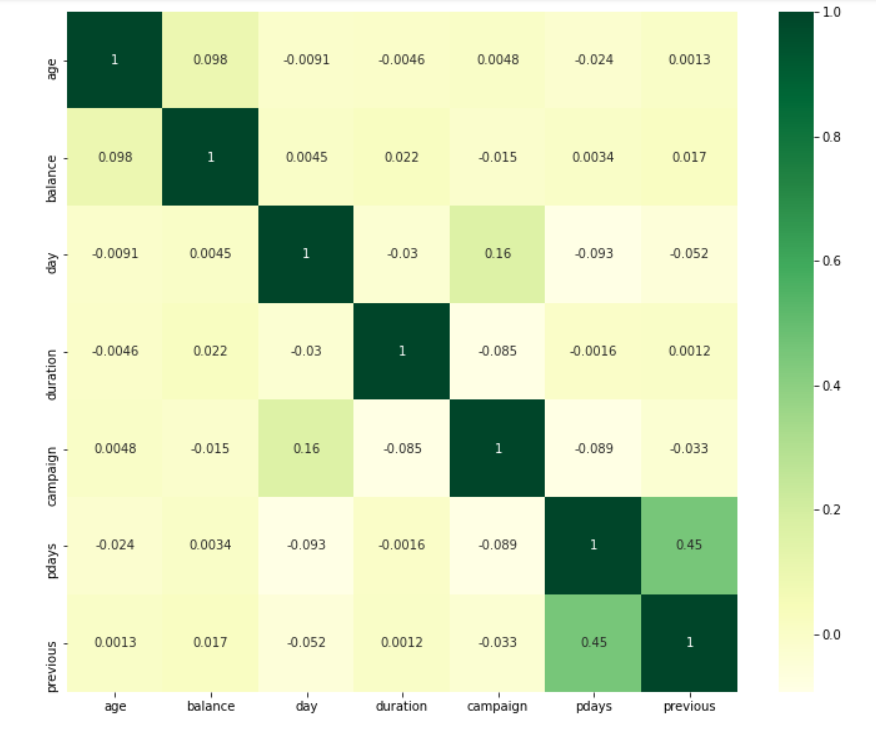 age 1 0.098 -0.0091 -0.0046 0.0048 -0.024 0.0013
balance 0.098 1 0.0045 0.022 -0.015 0.0034 0.017
day -0.0091 0.0045 1 -0.03 0.16 -0.093 -0.052
duration -0.0046 0.022 -0.03 1 -0.085 -0.0016 0.0012
campaign 0.0048 -0.015 0.16 -0.085 1 -0.089 -0.033
pdays -0.024 0.0034 -0.093 -0.0016 -0.089 1 0.45
previous 0.0013 0.017 -0.052 0.0012 -0.033 0.45 1
age balance day duration campaign pdays previous
1.0
0.8
0.6
0.4
0.2
0.0